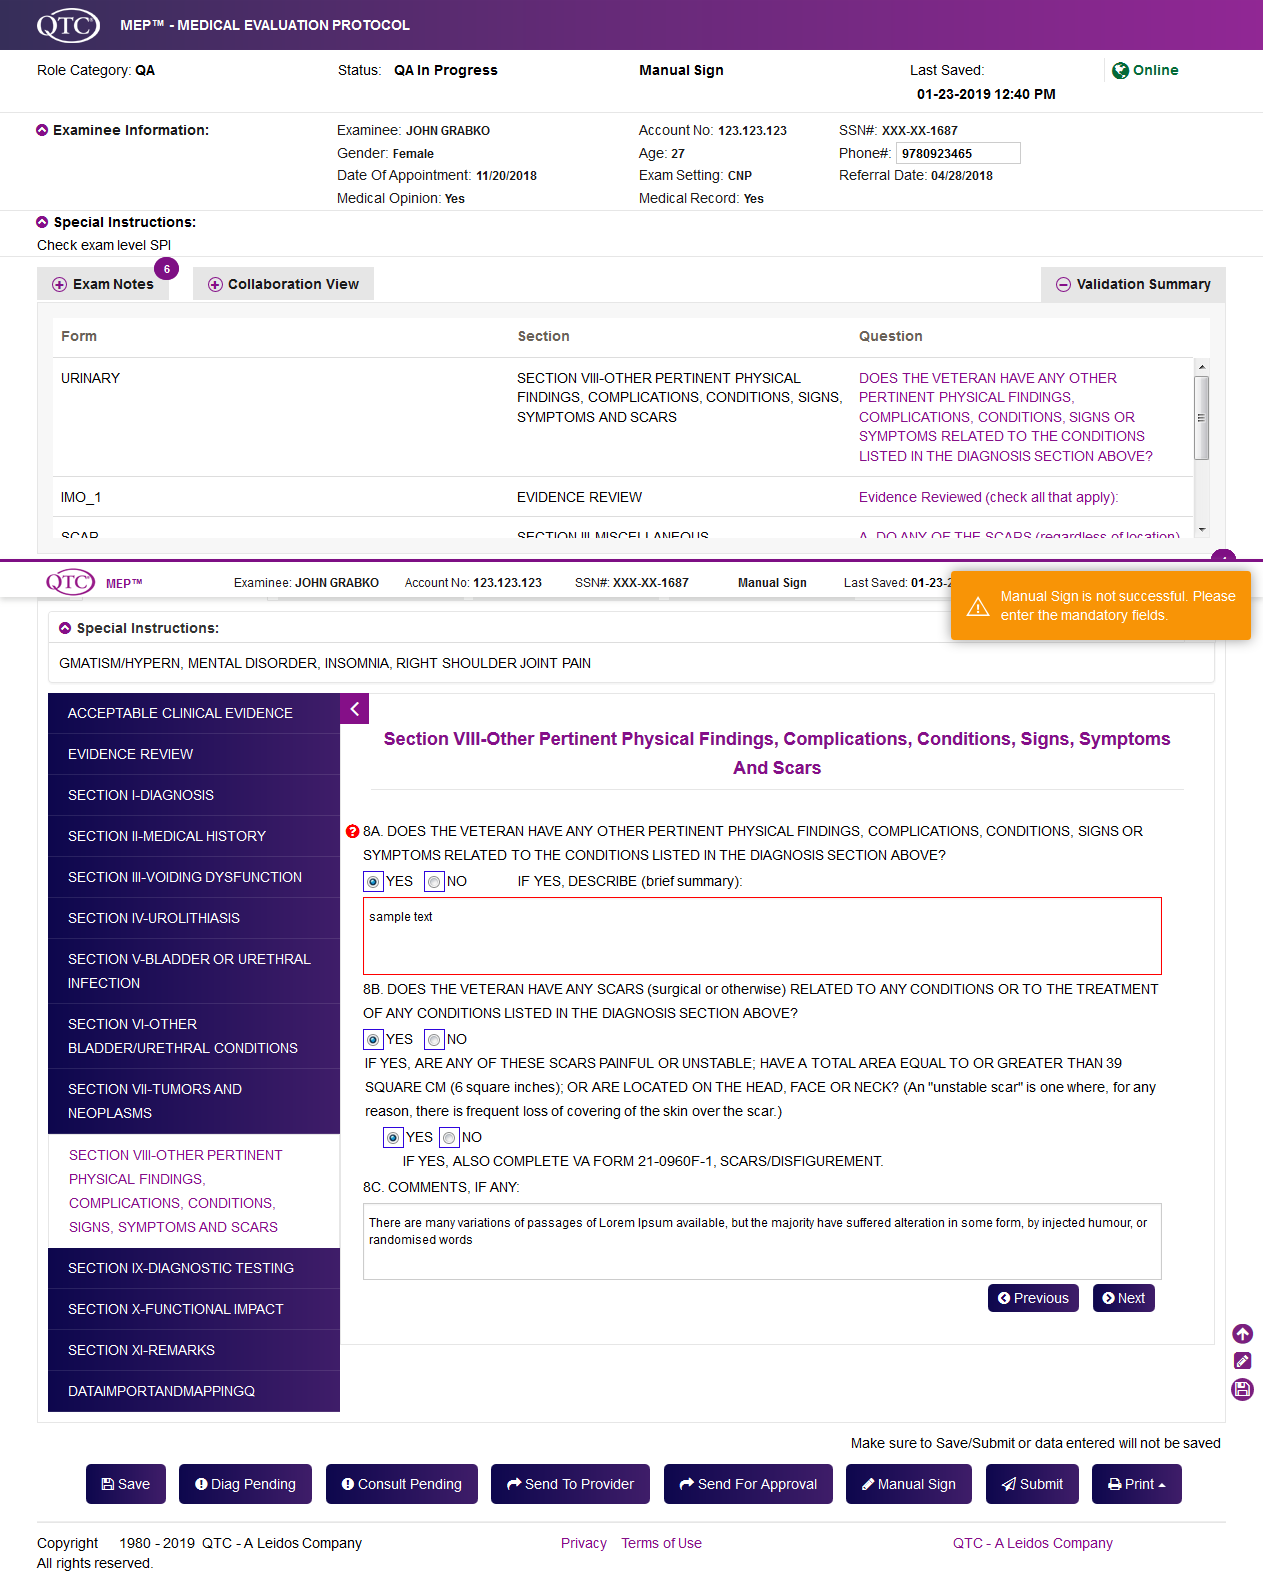 QTC MEP™ - MEDICAL EVALUATION PROTOCOL
Role Category: QA Status: QA In Progress Manual Sign Last Saved: Online
01-23-2019 12:40 PM
Examinee Information: Examinee: JOHN GRABKO Account No: 123.123.123 SSN#: XXX-XX-1687
Gender: Female Age: 27 Phone#: 9780923465
Date Of Appointment: 11/20/2018 Exam Setting: CNP Referral Date: 04/28/2018
Medical Opinion: Yes Medical Record: Yes
Special Instructions:
Check exam level SPI
Exam Notes 6 Collaboration View Validation Summary
Form Section Question
URINARY SECTION VIII-OTHER PERTINENT PHYSICAL DOES THE VETERAN HAVE ANY OTHER
FINDINGS, COMPLICATIONS, CONDITIONS, SIGNS, PERTINENT PHYSICAL FINDINGS,
SYMPTOMS AND SCARS COMPLICATIONS, CONDITIONS, SIGNS OR
SYMPTOMS RELATED TO THE CONDITIONS
LISTED IN THE DIAGNOSIS SECTION ABOVE?
IMO_1 EVIDENCE REVIEW Evidence Reviewed (check all that apply):
SCAR SECTION III-MISCELLANEOUS A. DO ANY OF THE SCARS (regardless of location)
QTC MEP™ Examinee: JOHN GRABKO Account No: 123.123.123 SSN#: XXX-XX-1687 Manual Sign Last Saved: 01-23-2
Manual Sign is not successful. Please
enter the mandatory fields.
Special Instructions:
GMATISM/HYPERN, MENTAL DISORDER, INSOMNIA, RIGHT SHOULDER JOINT PAIN
ACCEPTABLE CLINICAL EVIDENCE
EVIDENCE REVIEW
SECTION I-DIAGNOSIS
SECTION II-MEDICAL HISTORY
SECTION III-VOIDING DYSFUNCTION
SECTION IV-UROLITHIASIS
SECTION V-BLADDER OR URETHRAL
INFECTION
SECTION VI-OTHER
BLADDER/URETHRAL CONDITIONS
SECTION VII-TUMORS AND
NEOPLASMS
SECTION VIII-OTHER PERTINENT
PHYSICAL FINDINGS,
COMPLICATIONS, CONDITIONS,
SIGNS, SYMPTOMS AND SCARS
SECTION IX-DIAGNOSTIC TESTING
SECTION X-FUNCTIONAL IMPACT
SECTION XI-REMARKS
DATAIMPORTANDMAPPINGQ
Section VIII-Other Pertinent Physical Findings, Complications, Conditions, Signs, Symptoms
And Scars
8A. DOES THE VETERAN HAVE ANY OTHER PERTINENT PHYSICAL FINDINGS, COMPLICATIONS, CONDITIONS, SIGNS OR
SYMPTOMS RELATED TO THE CONDITIONS LISTED IN THE DIAGNOSIS SECTION ABOVE?
YES NO IF YES, DESCRIBE (brief summary):
sample text
8B. DOES THE VETERAN HAVE ANY SCARS (surgical or otherwise) RELATED TO ANY CONDITIONS OR TO THE TREATMENT
OF ANY CONDITIONS LISTED IN THE DIAGNOSIS SECTION ABOVE?
YES NO
IF YES, ARE ANY OF THESE SCARS PAINFUL OR UNSTABLE; HAVE A TOTAL AREA EQUAL TO OR GREATER THAN 39
SQUARE CM (6 square inches); OR ARE LOCATED ON THE HEAD, FACE OR NECK? (An "unstable scar" is one where, for any
reason, there is frequent loss of covering of the skin over the scar.)
YES NO
IF YES, ALSO COMPLETE VA FORM 21-0960F-1, SCARS/DISFIGUREMENT.
8C. COMMENTS, IF ANY:
There are many variations of passages of Lorem Ipsum available, but the majority have suffered alteration in some form, by injected humour, or
randomised words
Previous Next
Make sure to Save/Submit or data entered will not be saved
Save Diag Pending Consult Pending Send To Provider Send For Approval Manual Sign Submit Print
Copyright 1980 - 2019 QTC - A Leidos Company Privacy Terms of Use QTC - A Leidos Company
All rights reserved.